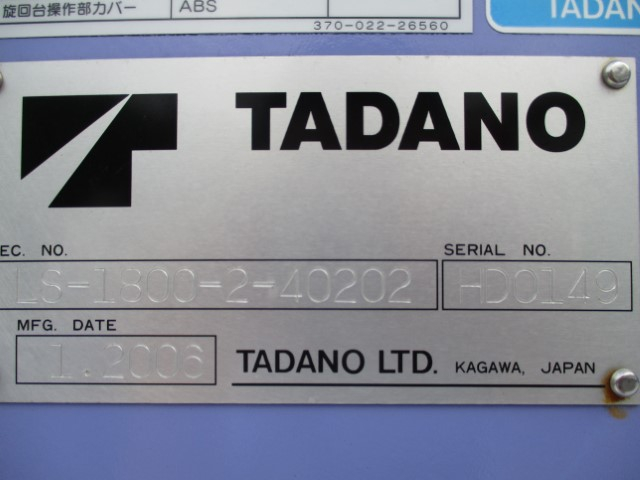 旋回台操作部カバー ABS
370-022-26560
TADAN
TADANO
EC. NO. SERIAL NO.
LS-1800-2-40202 HD0149
MFG. DATE
1.2006
TADANO LTD. KAGAWA, JAPAN